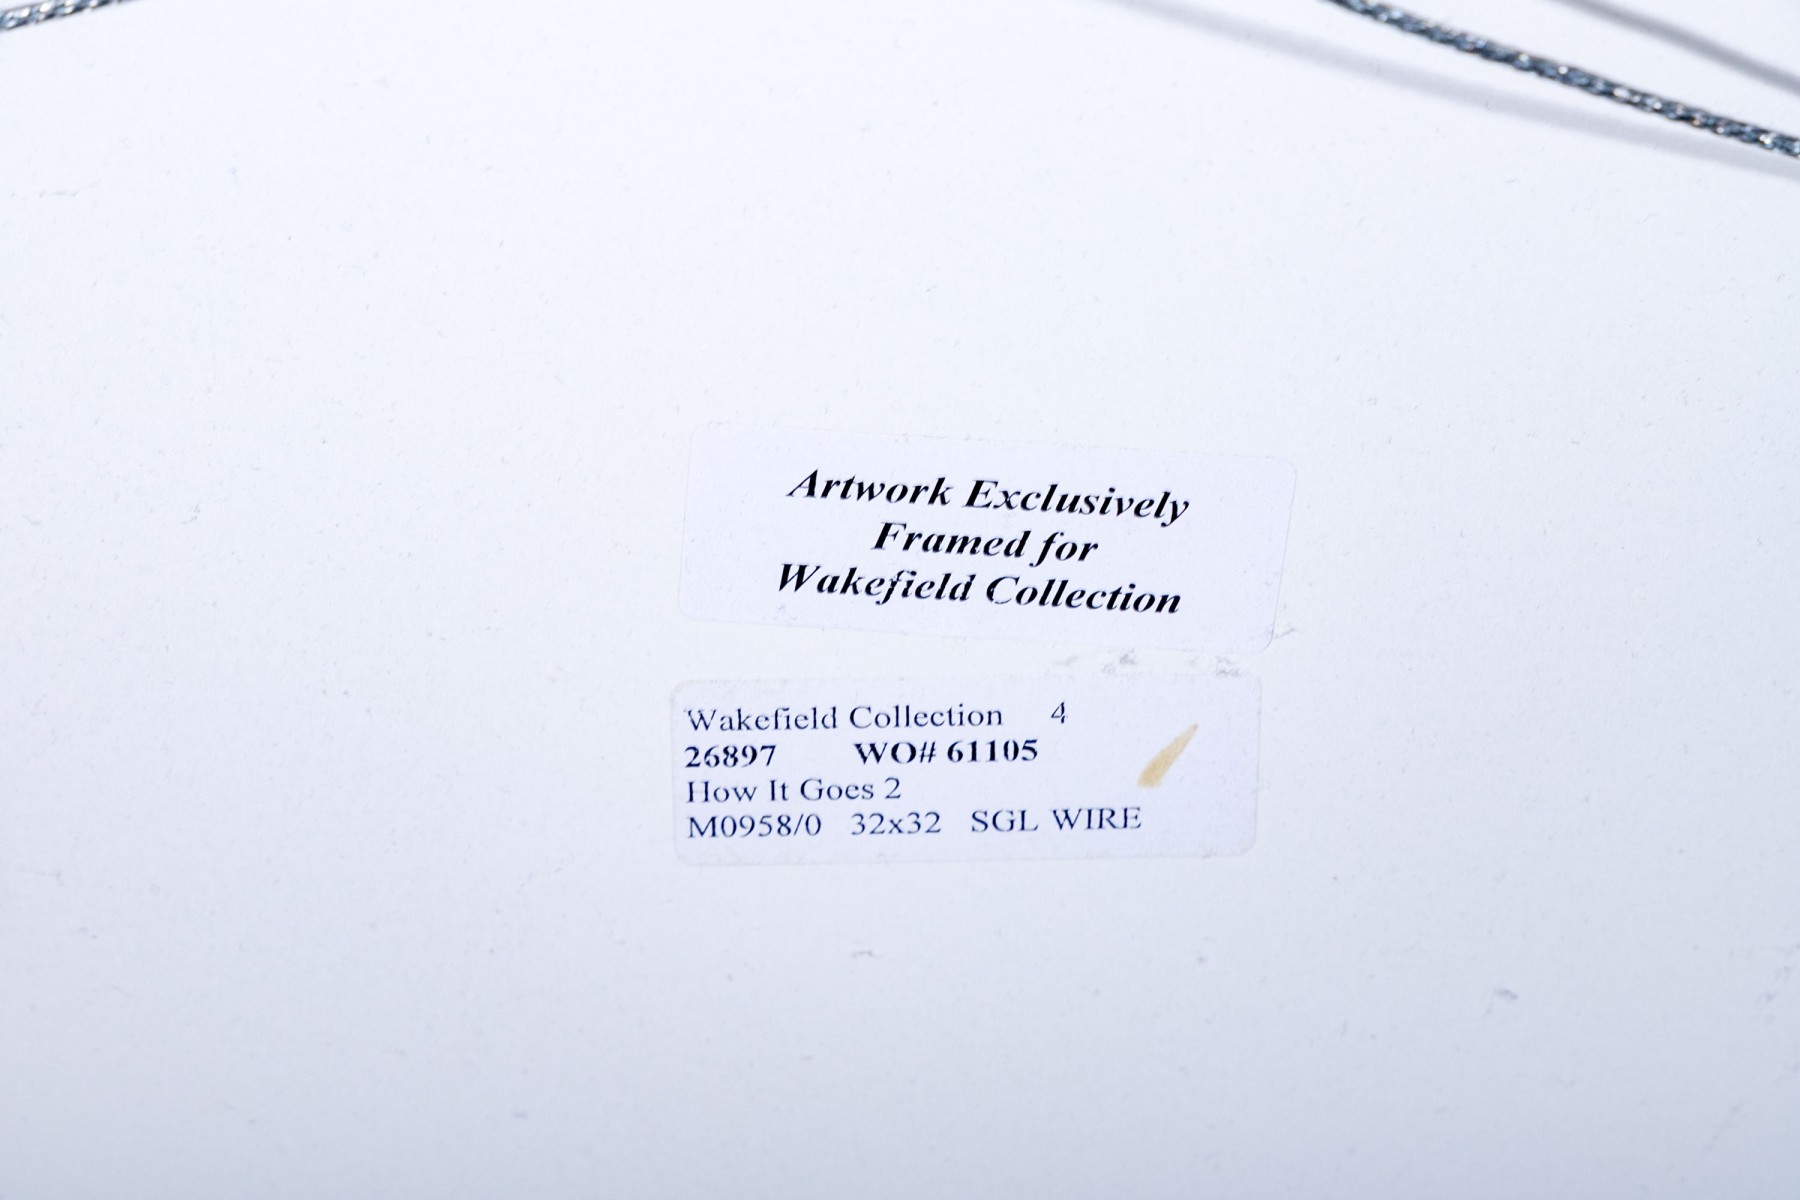 Artwork Exclusively
Framed for
Wakefield Collection
Wakefield Collection 4
26897 WO# 61105
How It Goes 2
M0958/0 32x32 SGL WIRE